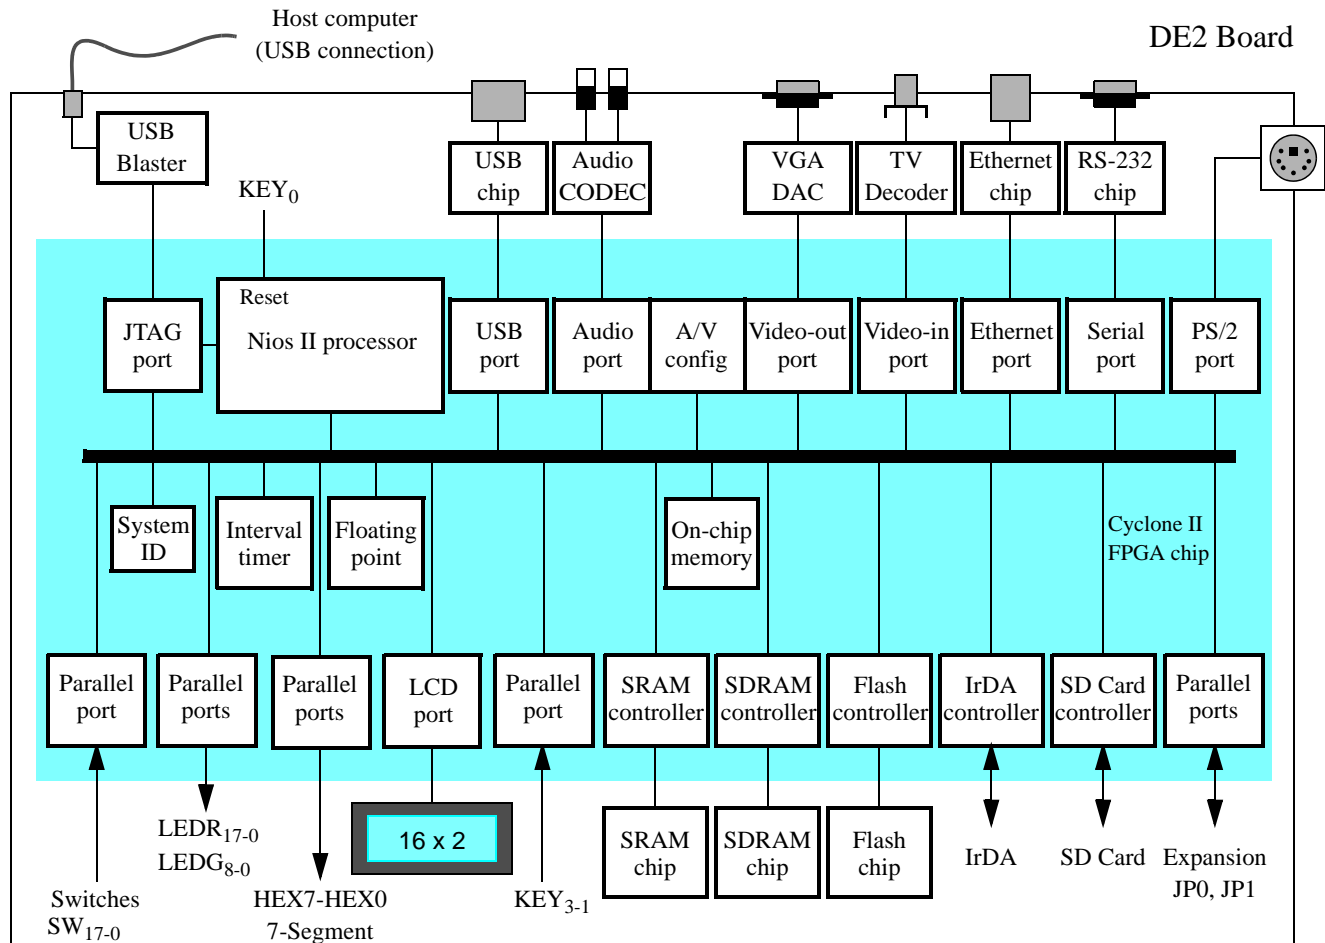 Host computer
(USB connection)
DE2 Board
USB
Blaster
KEY0
USB
chip
Audio
CODEC
VGA
DAC
TV
Decoder
Ethernet
chip
RS-232
chip
JTAG
port
Reset
Nios II processor
USB
port
Audio
port
A/V
config
Video-out
port
Video-in
port
Ethernet
port
Serial
port
PS/2
port
System
ID
Interval
timer
Floating
point
On-chip
memory
Cyclone II
FPGA chip
Parallel
port
Parallel
ports
Parallel
ports
LCD
port
Parallel
port
SRAM
controller
SDRAM
controller
Flash
controller
IrDA
controller
SD Card
controller
Parallel
ports
Switches
SW17-0
LEDR17-0
LEDG8-0
HEX7-HEX0
7-Segment
16 x 2
KEY3-1
SRAM
chip
SDRAM
chip
Flash
chip
IrDA
SD Card
Expansion
JP0, JP1